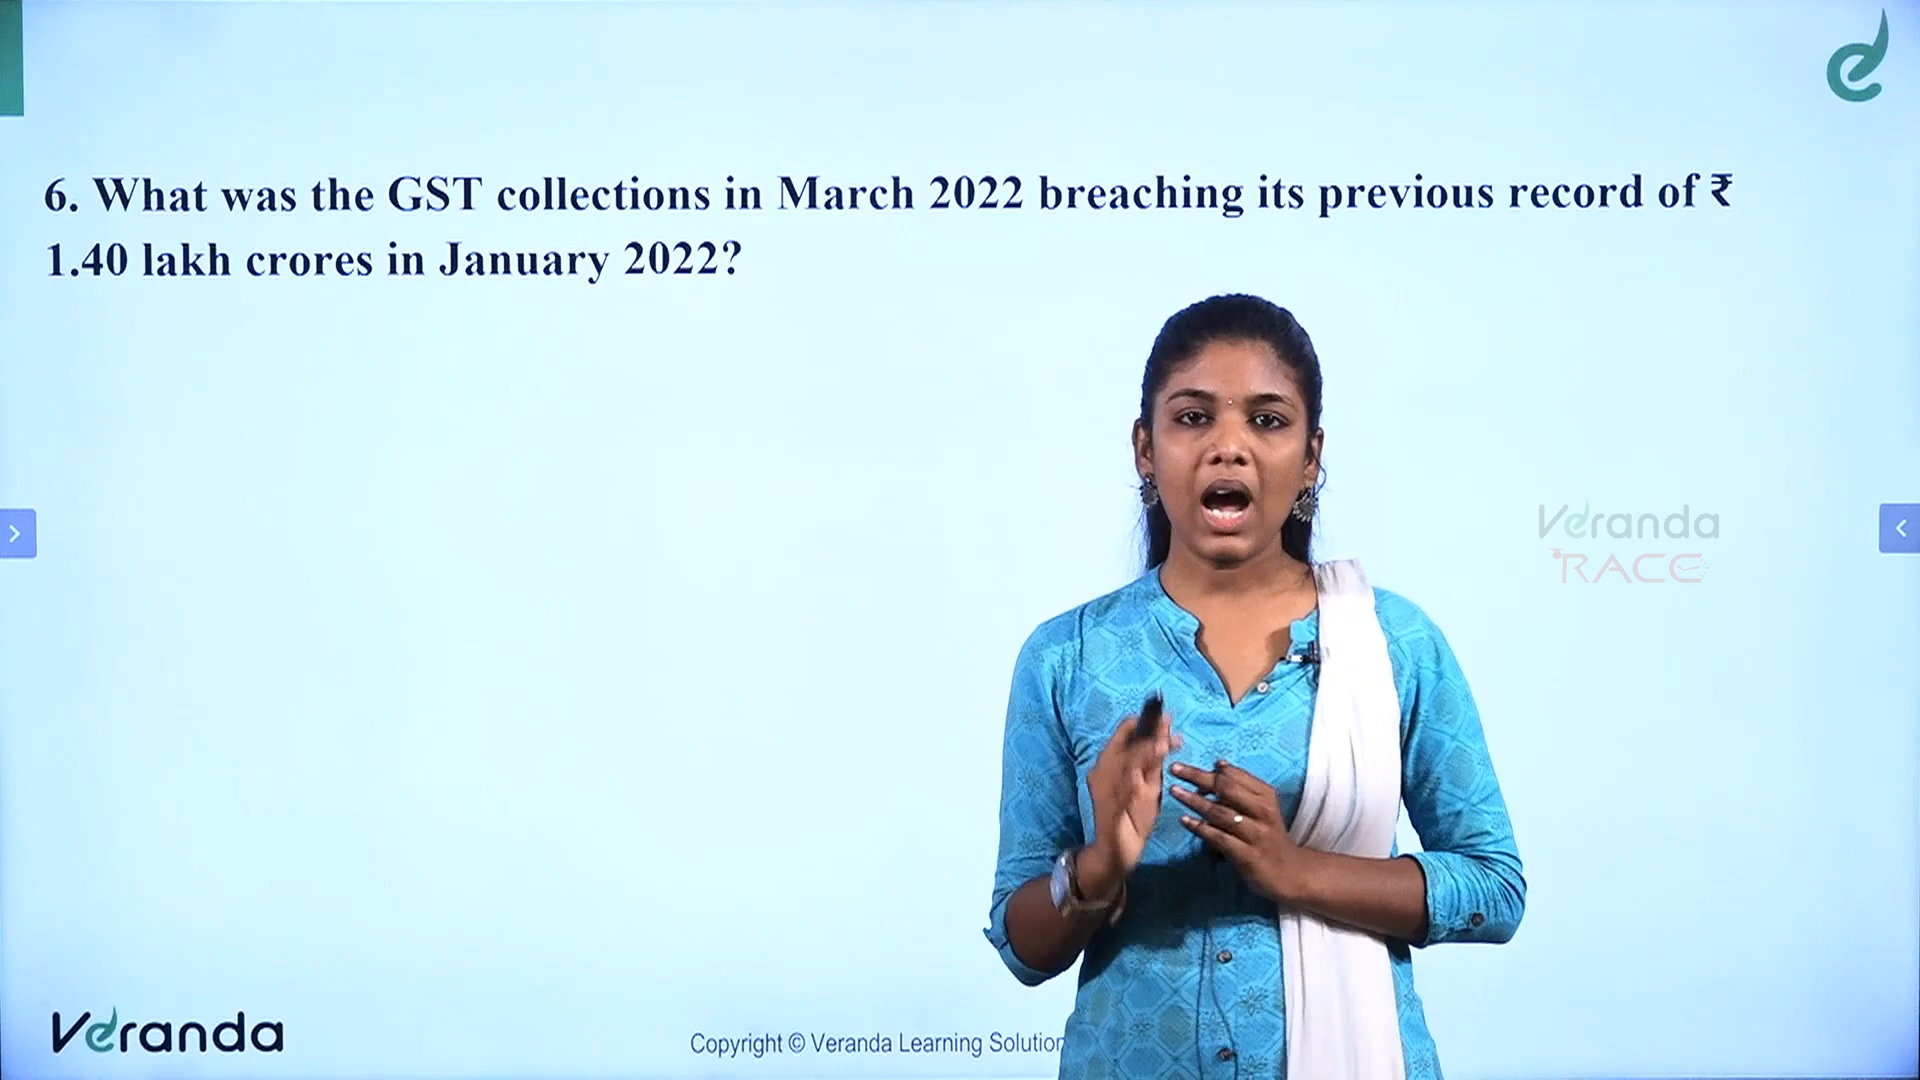 6. What was the GST collections in March 2022 breaching its previous record of ₹
1.40 lakh crores in January 2022?
Veranda
RACE
Veranda
Copyright © Veranda Learning Solution